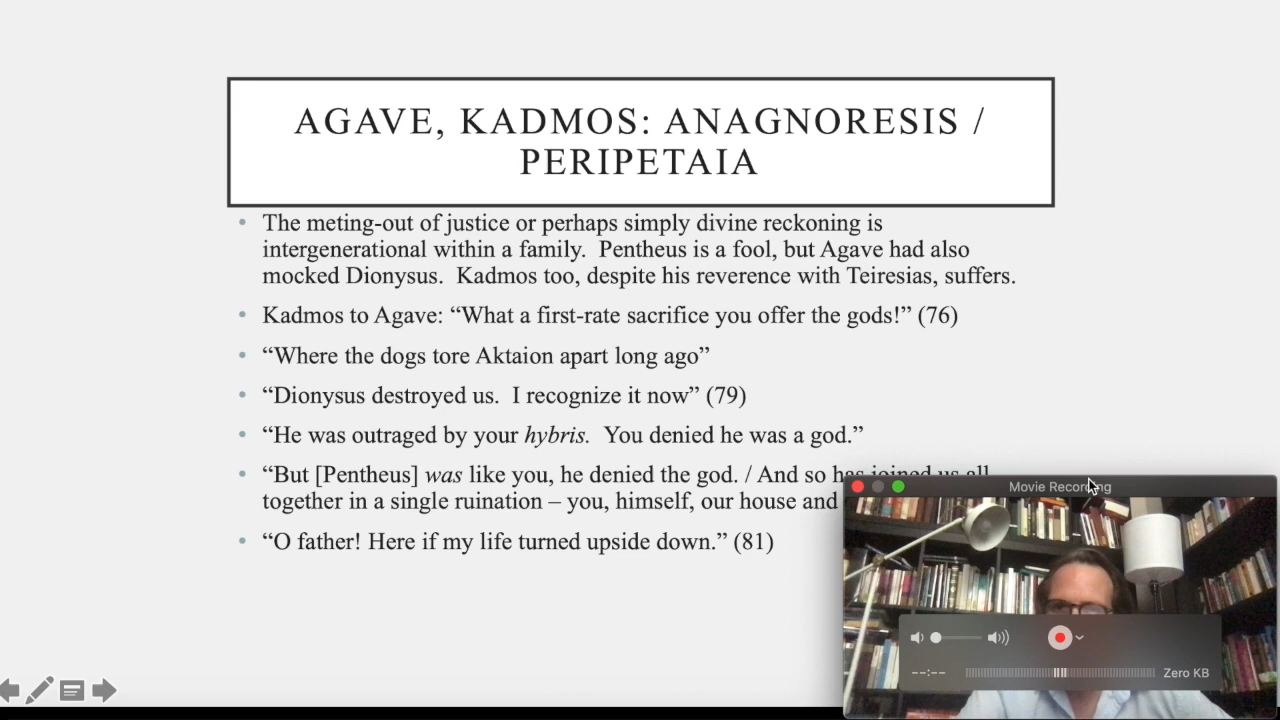 AGAVE, KADMOS: ANAGNORESIS /
PERIPETAIA
• The meting-out of justice or perhaps simply divine reckoning is
intergenerational within a family.  Pentheus is a fool, but Agave had also
mocked Dionysus.  Kadmos too, despite his reverence with Teiresias, suffers.
• Kadmos to Agave: “What a first-rate sacrifice you offer the gods!” (76)
• “Where the dogs tore Aktaion apart long ago”
• “Dionysus destroyed us.  I recognize it now” (79)
• “He was outraged by your hybris.  You denied he was a god.”
• “But [Pentheus] was like you, he denied the god. / And so has joined us all
together in a single ruination – you, himself, our house and
• “O father! Here if my life turned upside down.” (81)
Movie Recording
--:--
Zero KB